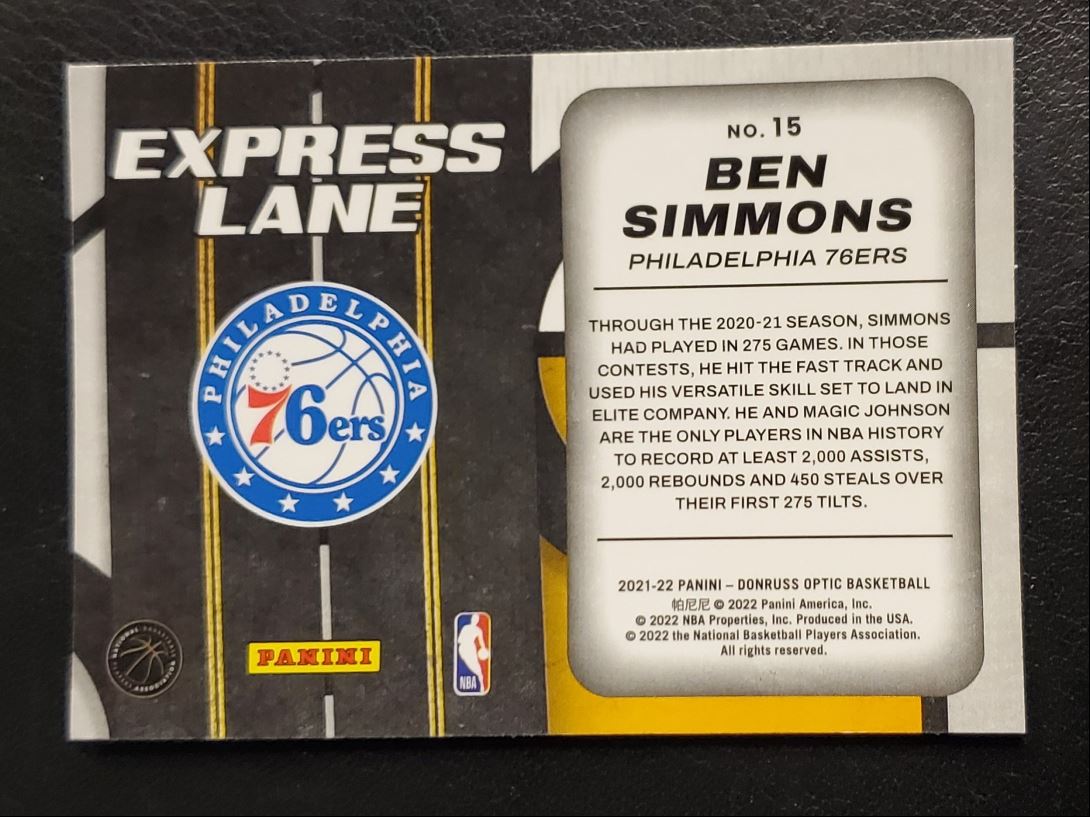 EXPRESS
LANE
PHILADELPHIA
76ers
PANINI
NBA
NO. 15
BEN
SIMMONS
PHILADELPHIA 76ERS
THROUGH THE 2020-21 SEASON, SIMMONS
HAD PLAYED IN 275 GAMES. IN THOSE
CONTESTS, HE HIT THE FAST TRACK AND
USED HIS VERSATILE SKILL SET TO LAND IN
ELITE COMPANY. HE AND MAGIC JOHNSON
ARE THE ONLY PLAYERS IN NBA HISTORY
TO RECORD AT LEAST 2,000 ASSISTS,
2,000 REBOUNDS AND 450 STEALS OVER
THEIR FIRST 275 TILTS.
2021-22 PANINI – DONRUSS OPTIC BASKETBALL
帕尼尼 © 2022 Panini America, Inc.
© 2022 NBA Properties, Inc. Produced in the USA.
© 2022 the National Basketball Players Association.
All rights reserved.